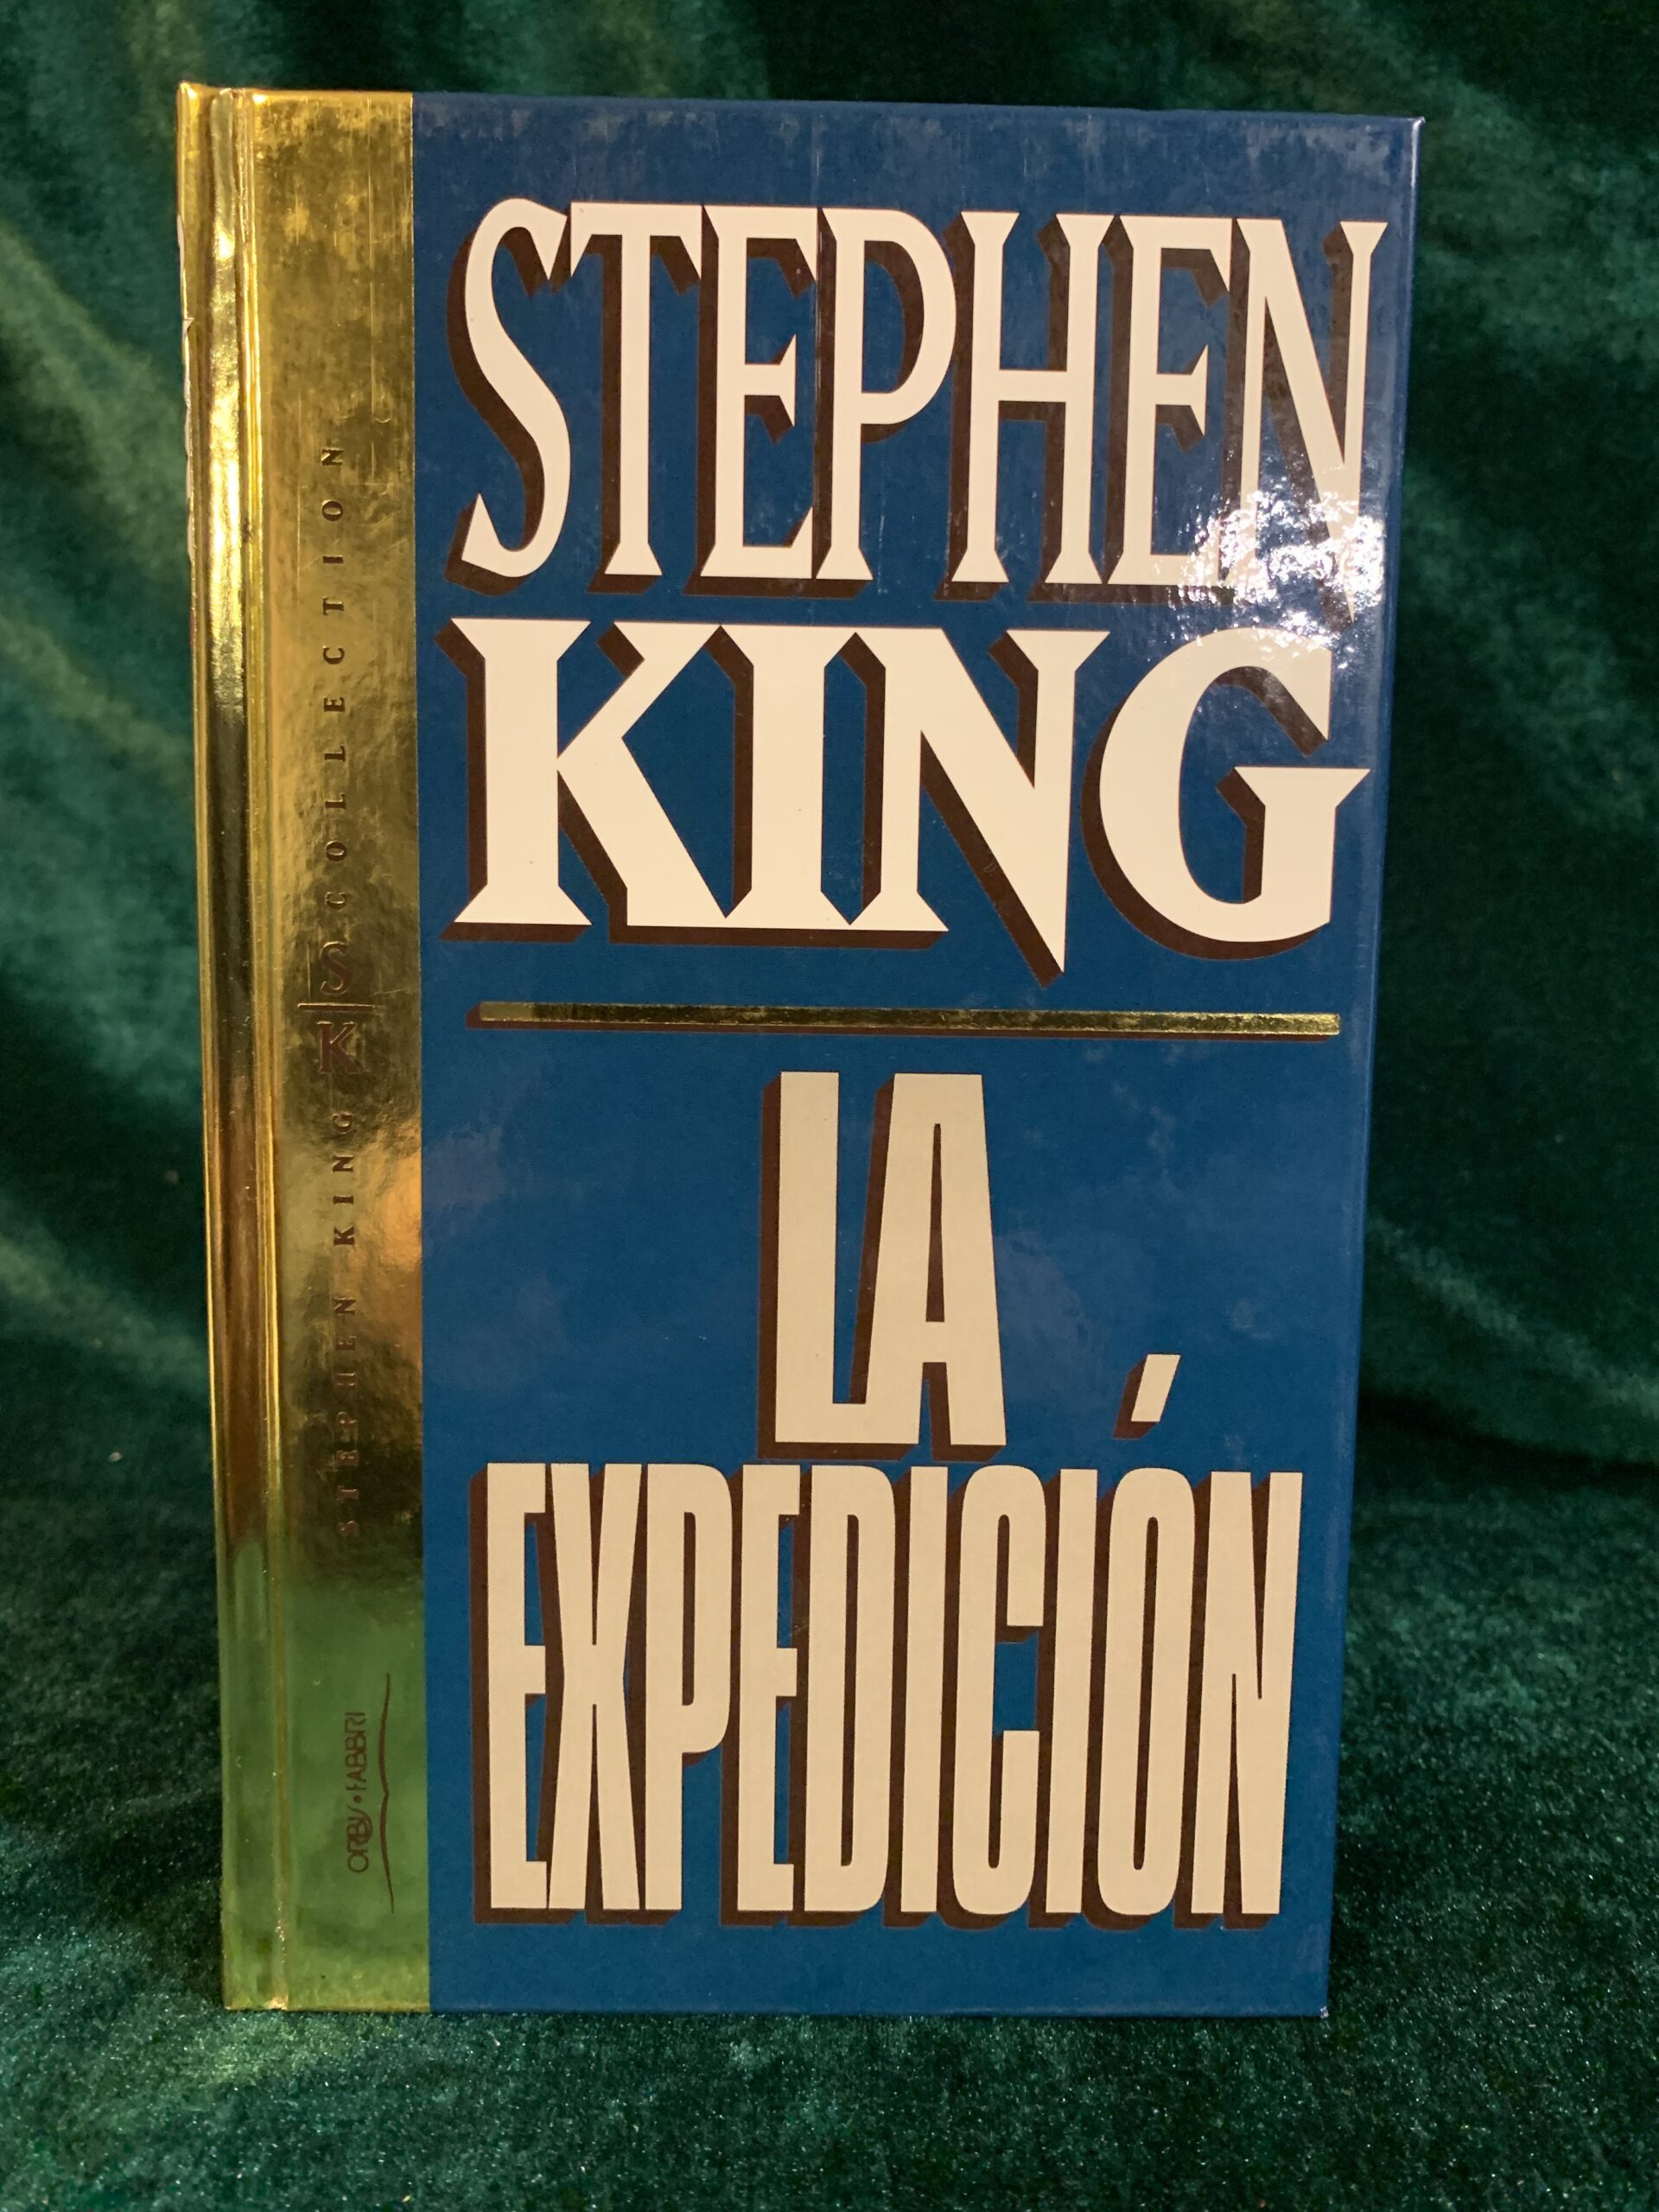 STEPHEN
KING
LA
EXPEDICIÓN
STEPHEN KING SK COLLECTION
ORBIS • FABBRI